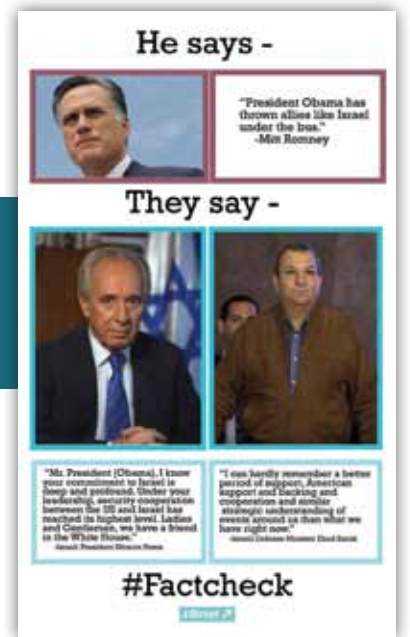 He says -
"President Obama has
thrown allies like Israel
under the bus."
-Mitt Romney
They say -
"Mr. President (Obama), I know
your commitment to Israel is
deep and profound. Under your
leadership, security cooperation
between the US and Israel has
reached its highest level. Ladies
and Gentlemen, we have a friend
in the White House."
-Israeli President Shimon Peres
"I can hardly remember a better
period of support, American
support and backing and
cooperation and similar
strategic understanding of
events around us than what we
have right now."
-Israeli Defense Minister Ehud Barak
#Factcheck
J Street